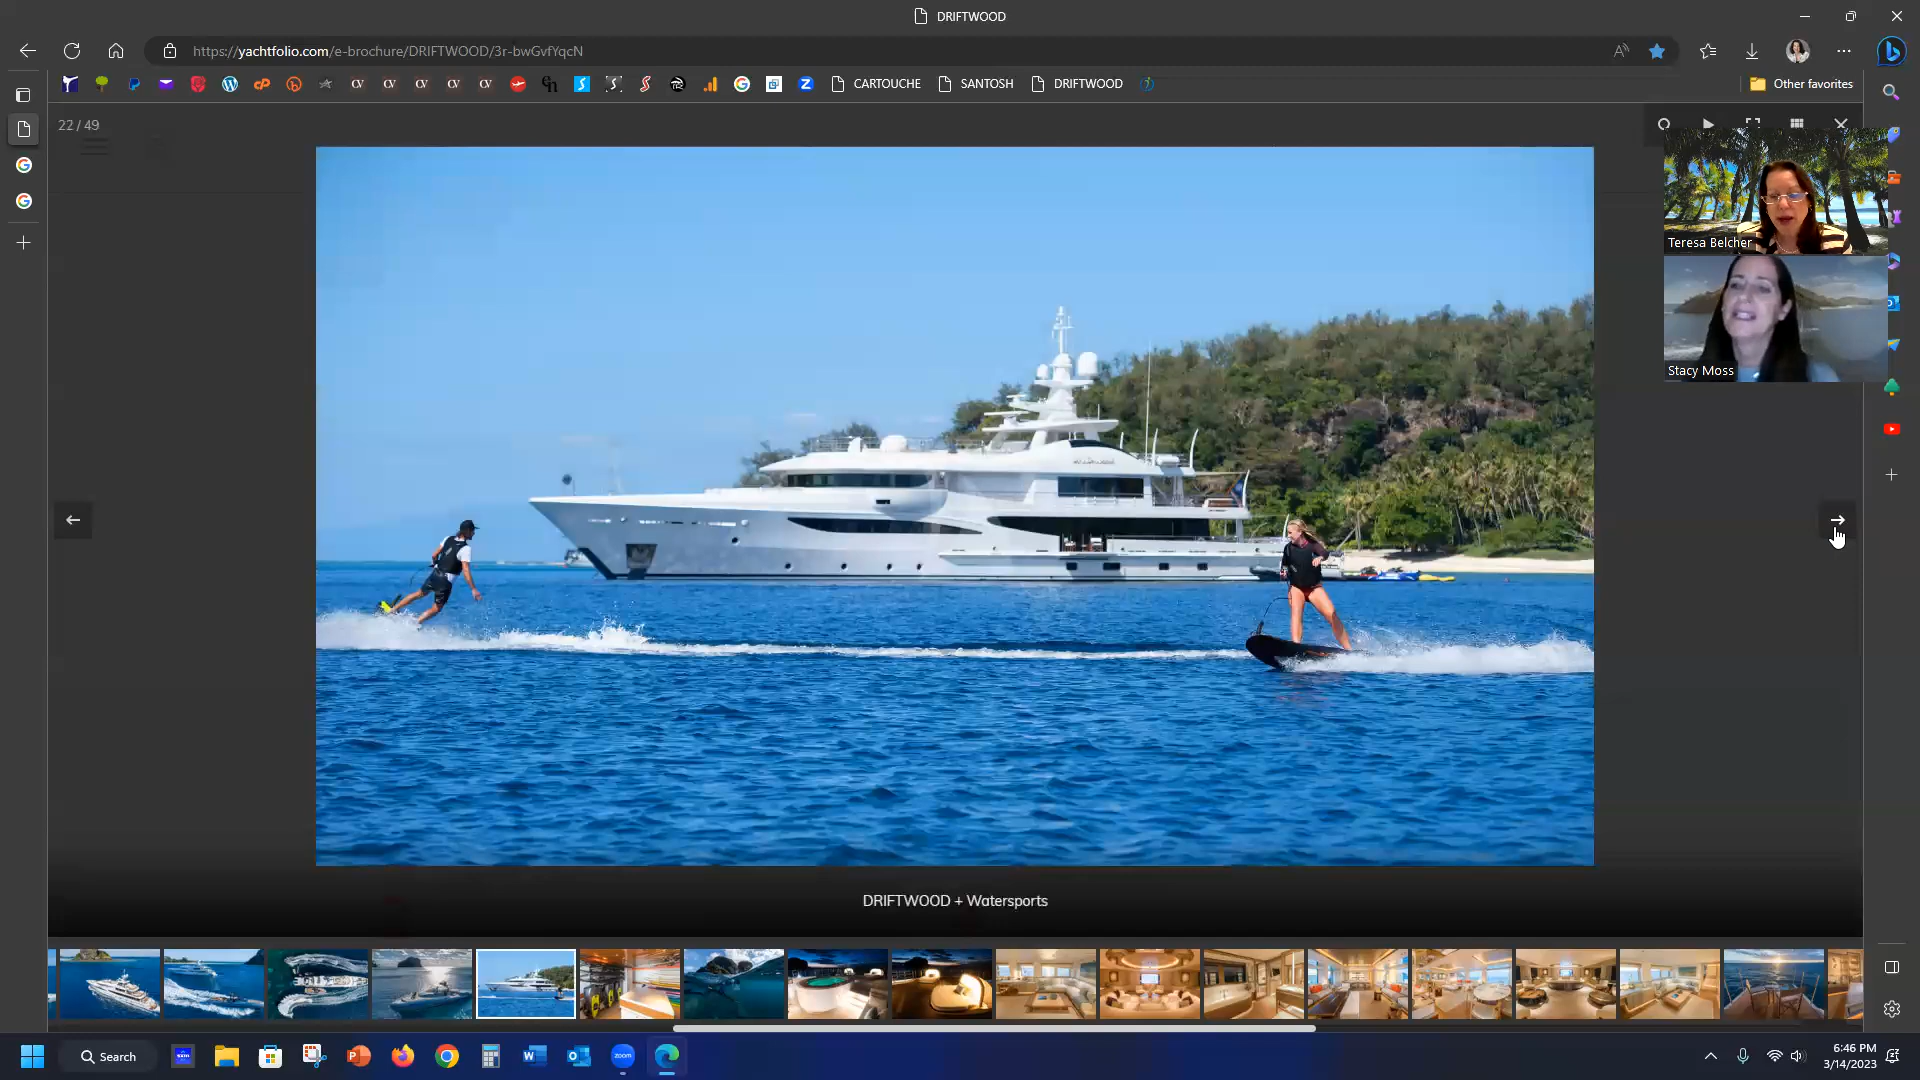 DRIFTWOOD
https://yachtfolio.com/e-brochure/DRIFTWOOD/3r-bwGvfYqcN
CARTOUCHE
SANTOSH
DRIFTWOOD
Other favorites
22 / 49
Teresa Belcher
Stacy Moss
DRIFTWOOD + Watersports
Search
6:46 PM
3/14/2023